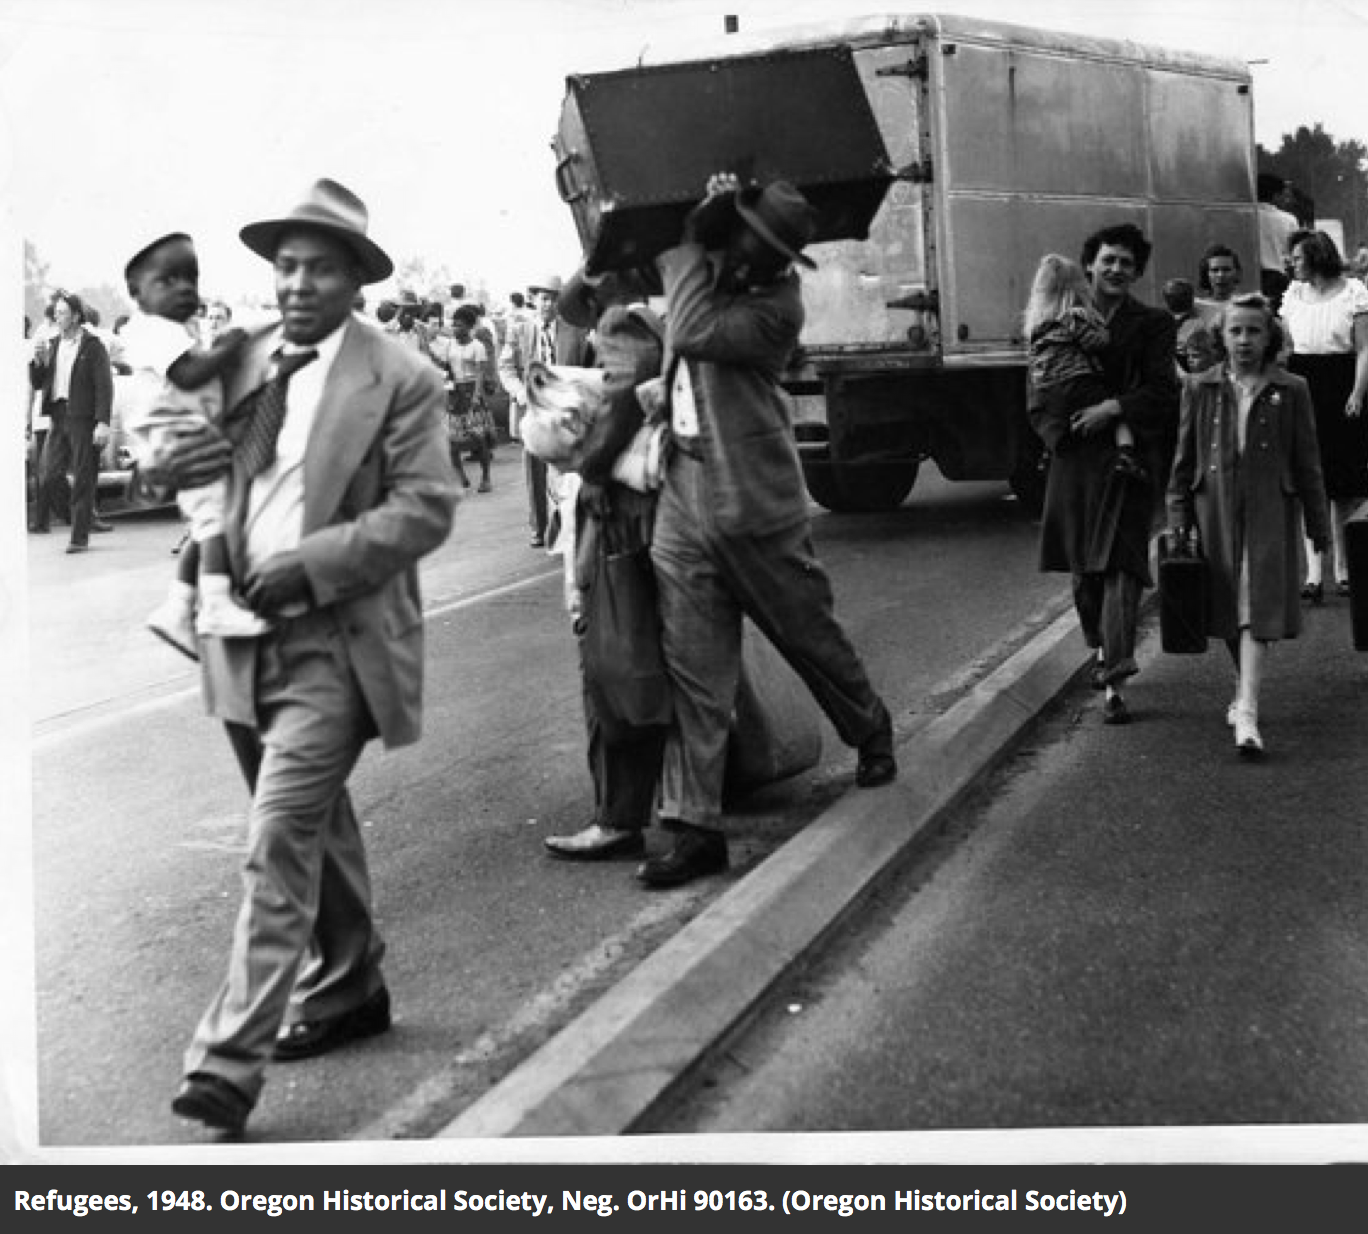 Refugees, 1948. Oregon Historical Society, Neg. OrHi 90163. (Oregon Historical Society)